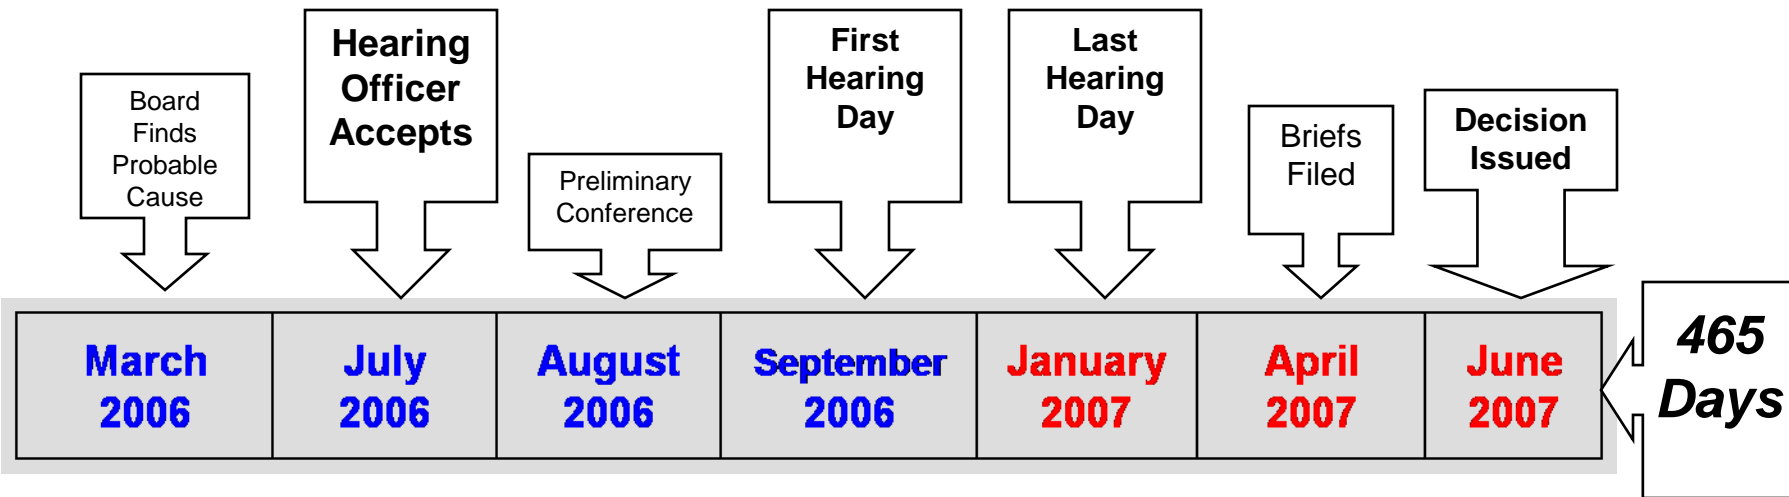 Board
Finds
Probable
Cause
Hearing
Officer
Accepts
Preliminary
Conference
First
Hearing
Day
Last
Hearing
Day
Briefs
Filed
Decision
Issued
March
2006
July
2006
August
2006
September
2006
January
2007
April
2007
June
2007
465
Days